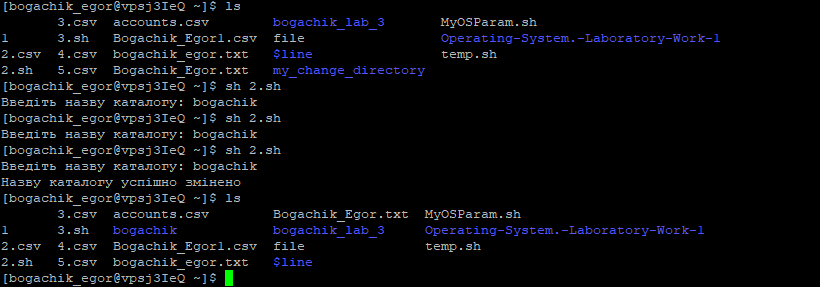 [bogachik_egor@vpsj3IeQ ~]$ ls
3.csv accounts.csv bogachik_lab_3 MyOSParam.sh
1 3.sh Bogachik_Egor1.csv file Operating-System.-Laboratory-Work-1
2.csv 4.csv bogachik_egor.txt $line temp.sh
2.sh 5.csv Bogachik_Egor.txt my_change_directory
[bogachik_egor@vpsj3IeQ ~]$ sh 2.sh
Введіть назву каталогу: bogachik
[bogachik_egor@vpsj3IeQ ~]$ sh 2.sh
Введіть назву каталогу: bogachik
[bogachik_egor@vpsj3IeQ ~]$ sh 2.sh
Введіть назву каталогу: bogachik
Назву каталогу успішно змінено
[bogachik_egor@vpsj3IeQ ~]$ ls
3.csv accounts.csv Bogachik_Egor.txt MyOSParam.sh
1 3.sh bogachik bogachik_lab_3 Operating-System.-Laboratory-Work-1
2.csv 4.csv Bogachik_Egor1.csv file temp.sh
2.sh 5.csv bogachik_egor.txt $line
[bogachik_egor@vpsj3IeQ ~]$